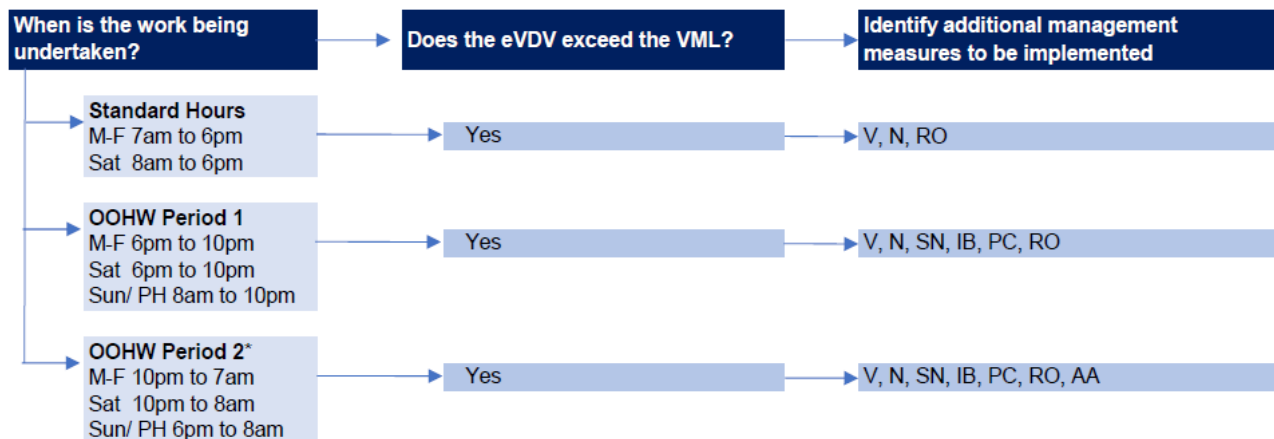 When is the work being
undertaken?
Does the eVDV exceed the VML?
Identify additional management
measures to be implemented
Standard Hours
M-F 7am to 6pm
Sat 8am to 6pm
Yes
V, N, RO
OOHW Period 1
M-F 6pm to 10pm
Sat 6pm to 10pm
Sun/ PH 8am to 10pm
Yes
V, N, SN, IB, PC, RO
OOHW Period 2*
M-F 10pm to 7am
Sat 10pm to 8am
Sun/ PH 6pm to 8am
Yes
V, N, SN, IB, PC, RO, AA